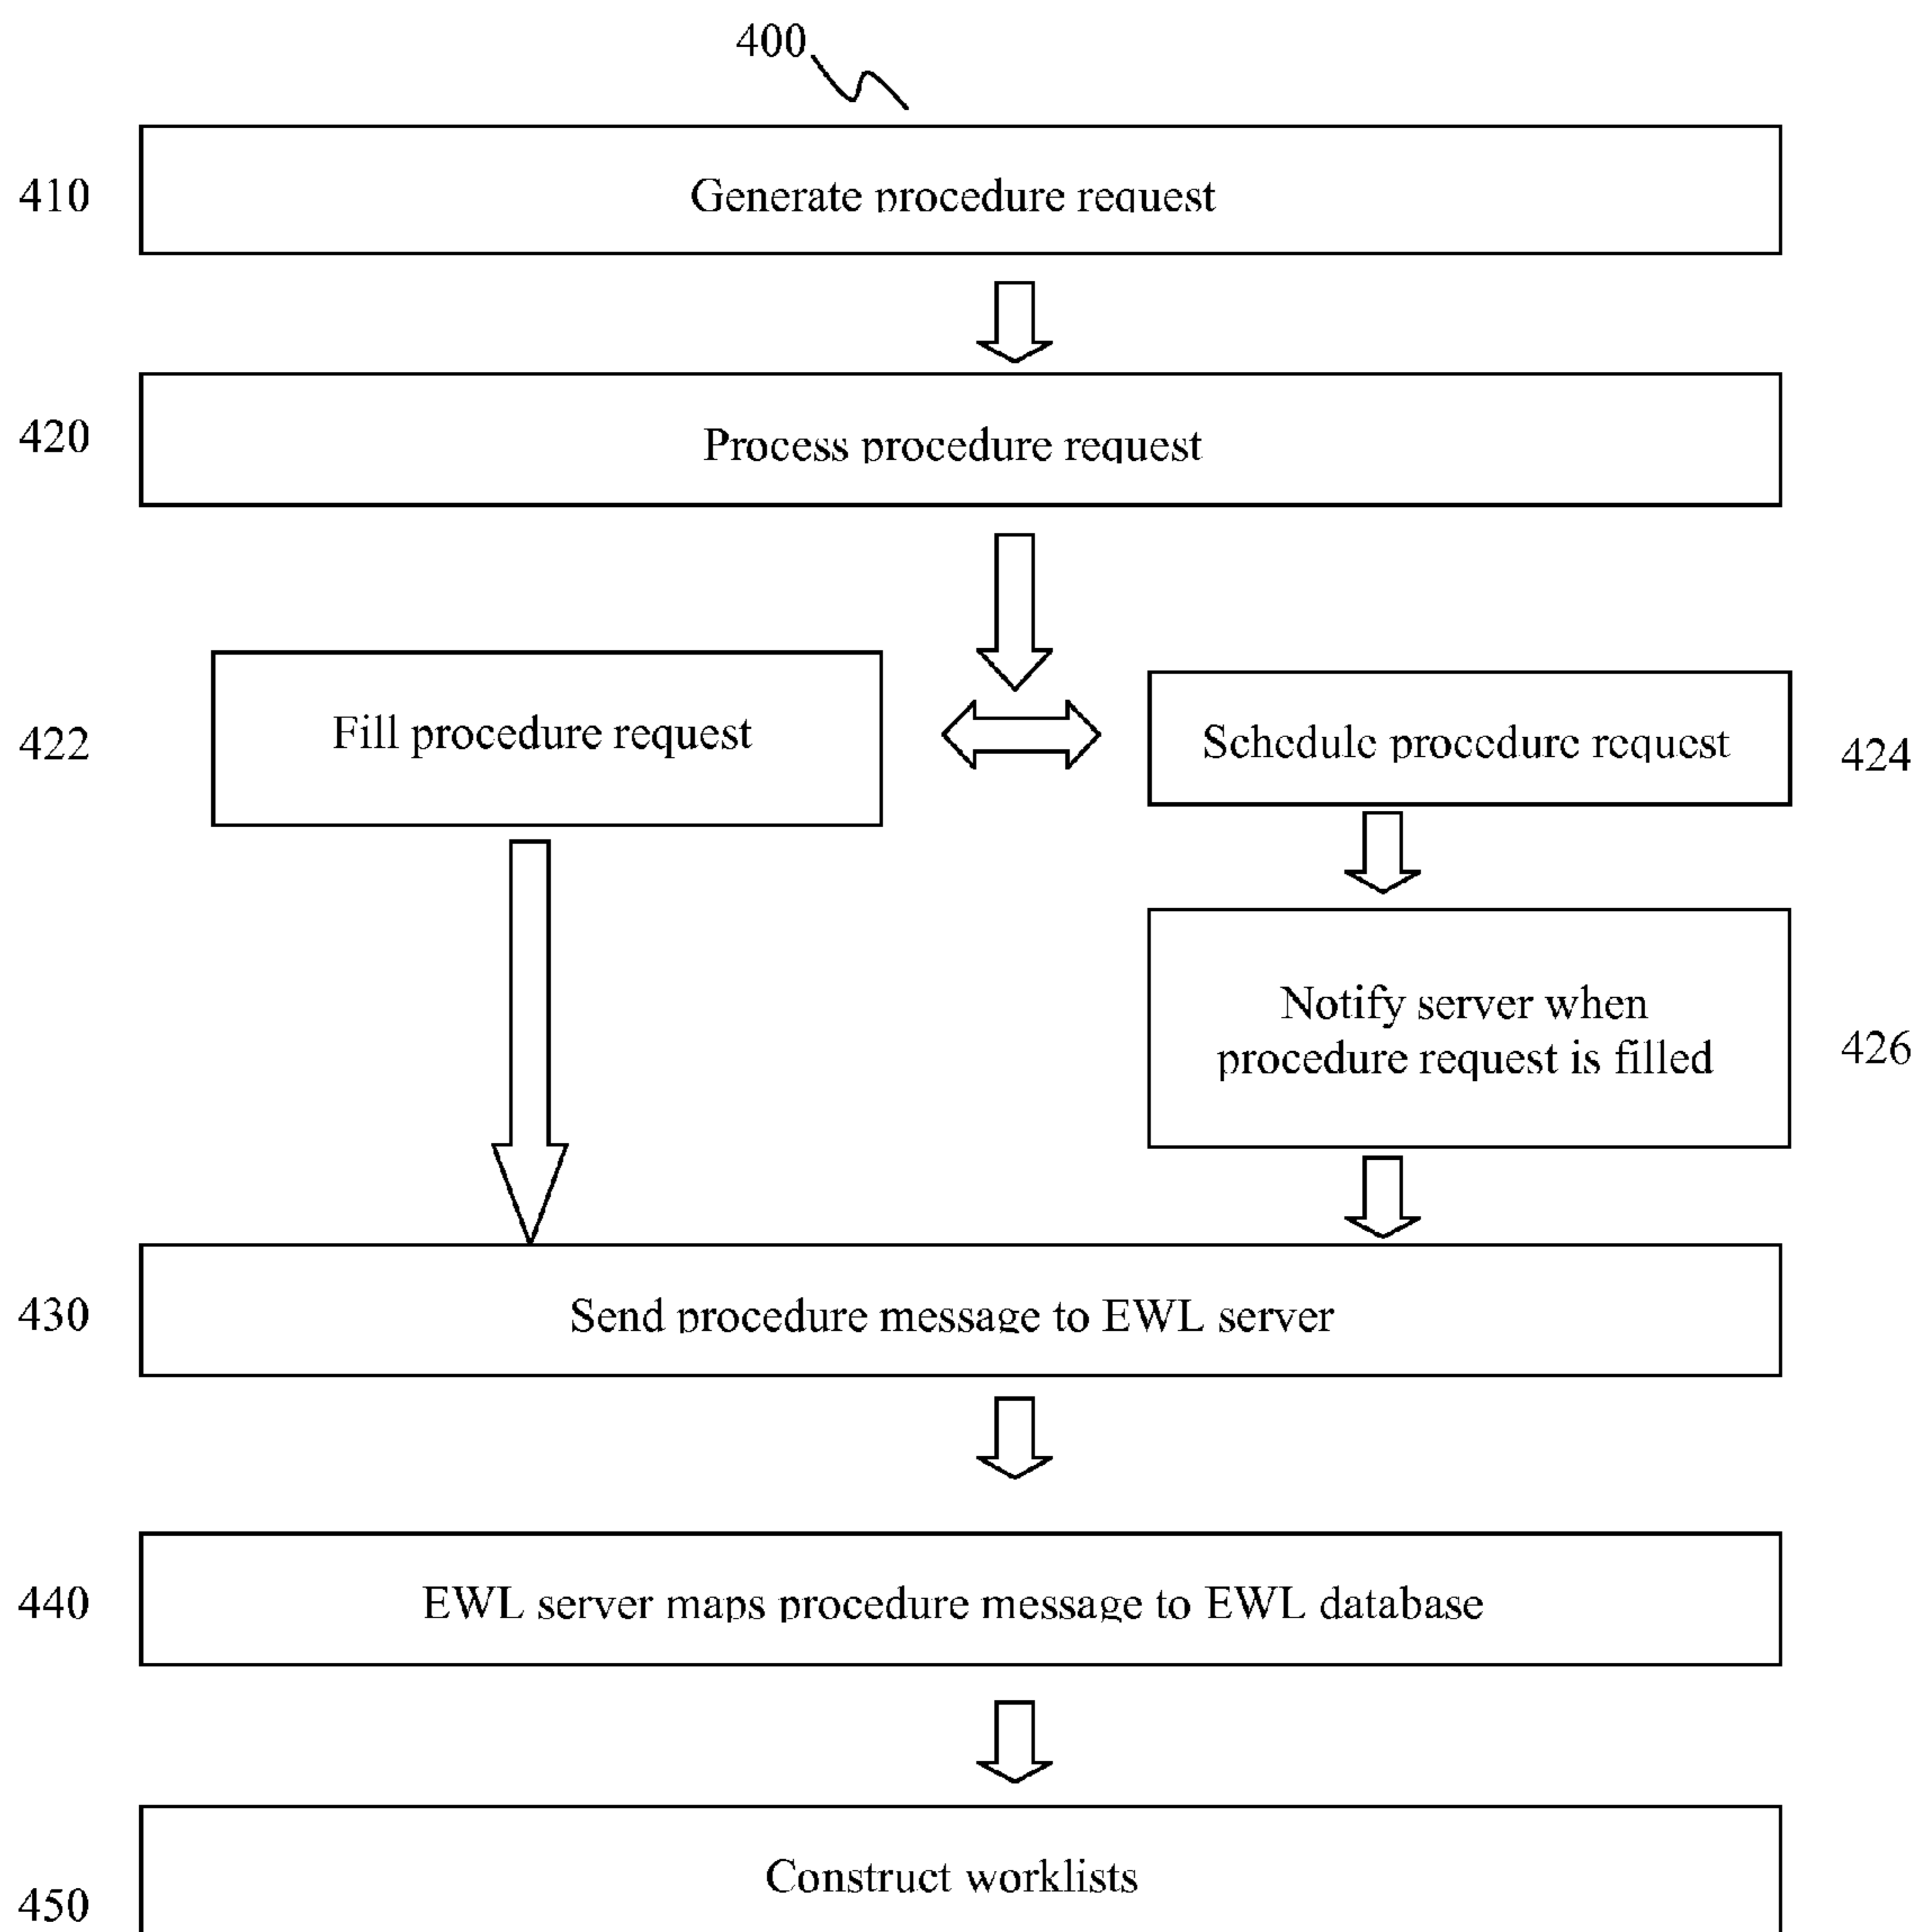 400
410
Generate procedure request
420
Process procedure request
422
Fill procedure request
Schedule procedure request
424
Notify server when
procedure request is filled
426
430
Send procedure message to EWL server
440
EWL server maps procedure message to EWL database
450
Construct worklists